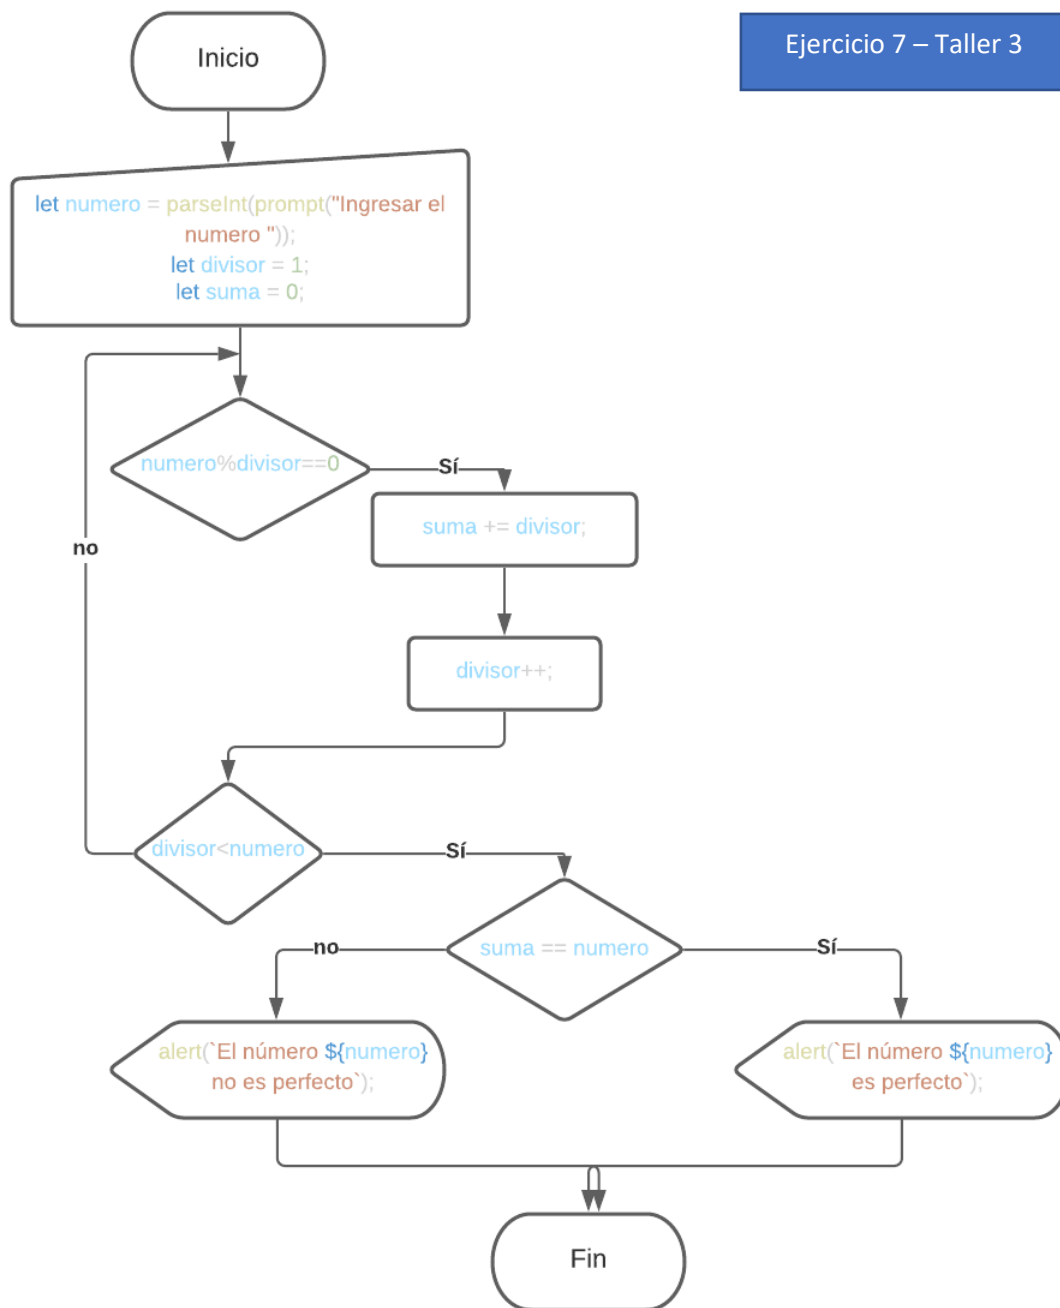 Inicio
Ejercicio 7 – Taller 3
let numero = parseInt(prompt("Ingresar el
numero "));
let divisor = 1;
let suma = 0;
numero%divisor==0
Sí
suma += divisor;
no
divisor++;
divisor<numero
Sí
suma == numero
no
Sí
alert(`El número ${numero}
no es perfecto`);
alert(`El número ${numero}
es perfecto`);
Fin